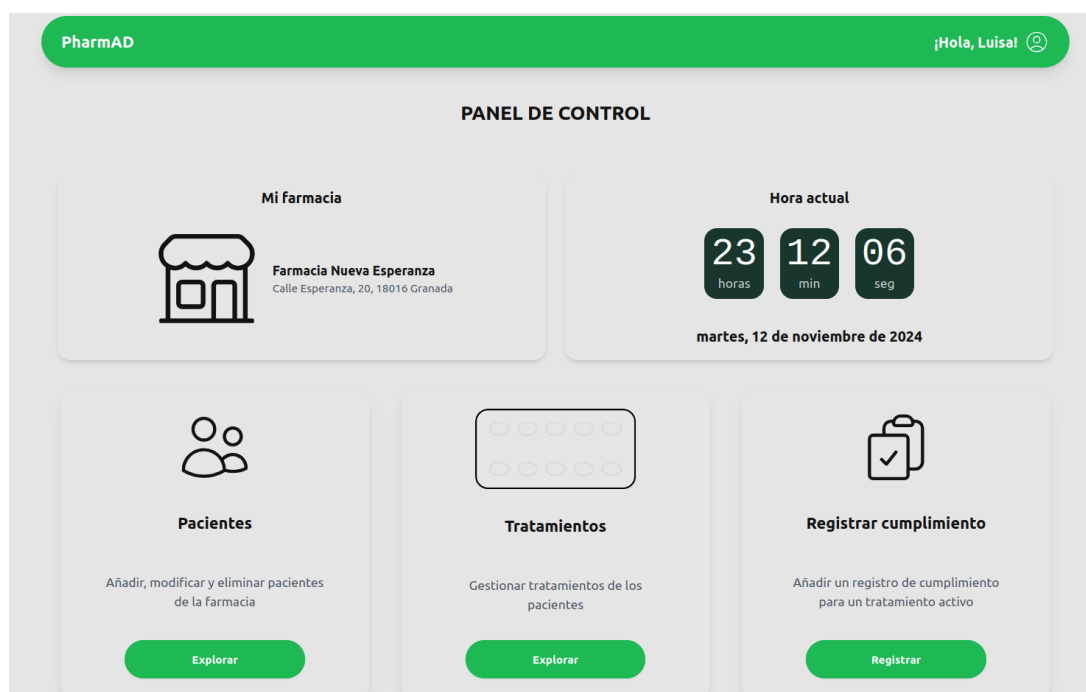 PharmAD
¡Hola, Luisa!
PANEL DE CONTROL
Mi farmacia
Farmacia Nueva Esperanza
Calle Esperanza, 20, 18016 Granada
Hora actual
23 12 06
horas min seg
martes, 12 de noviembre de 2024
Pacientes
Añadir, modificar y eliminar pacientes
de la farmacia
Explorar
Tratamientos
Gestionar tratamientos de los
pacientes
Explorar
Registrar cumplimiento
Añadir un registro de cumplimiento
para un tratamiento activo
Registrar